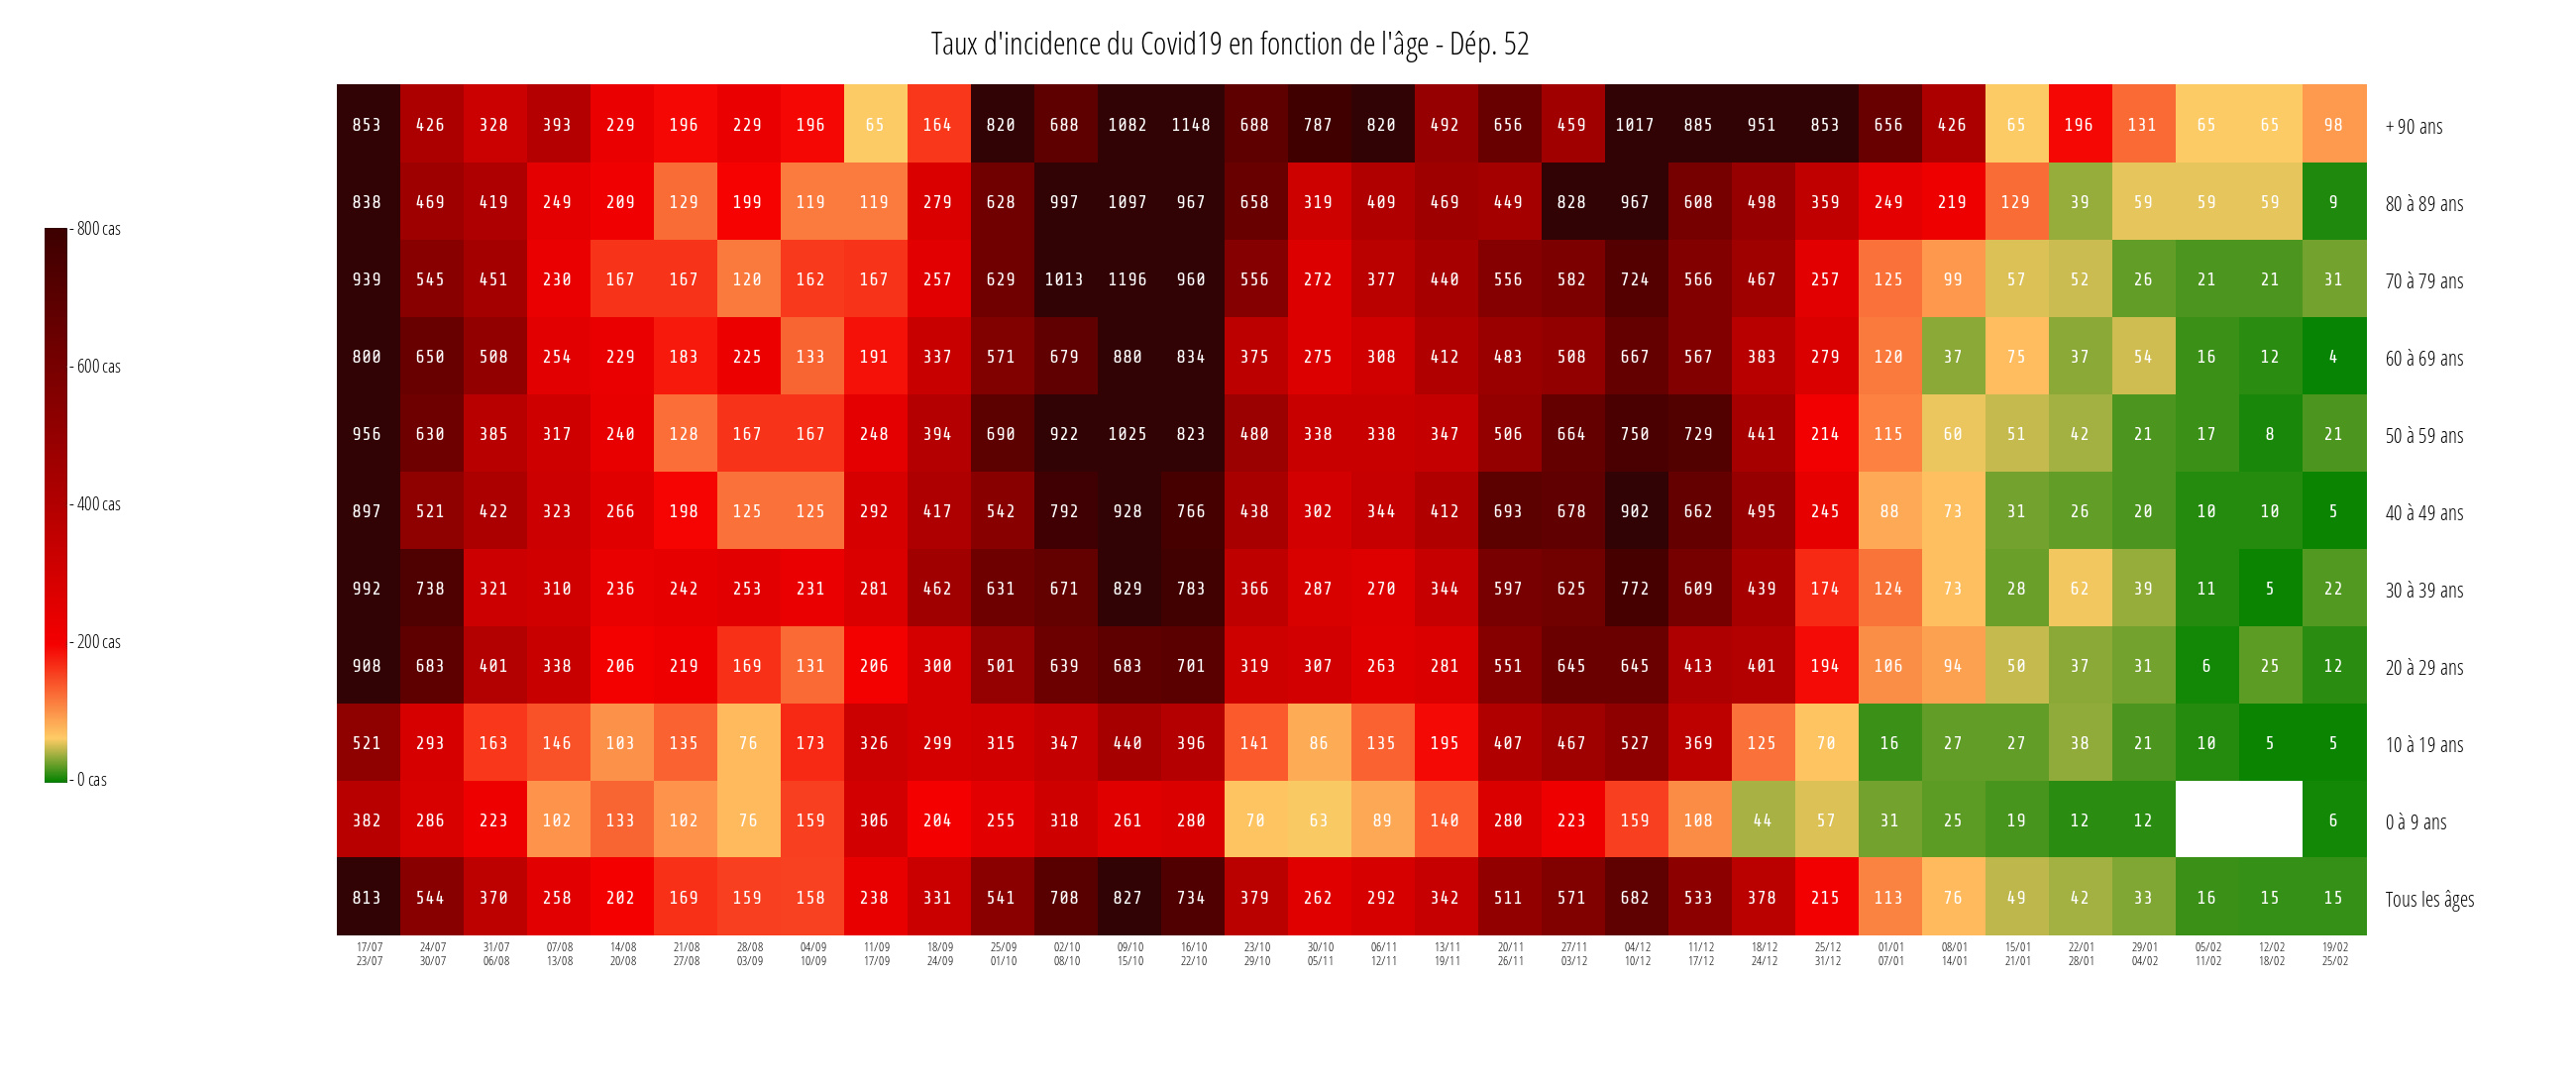 Taux d'incidence du Covid19 en fonction de l'âge - Dép. 52
853 426 328 393 229 196 229 196 65 164 820 688 1082 1148 688 787 820 492 656 459 1017 885 951 853 656 426 65 196 131 65 65 98 + 90 ans
838 469 419 249 209 129 199 119 119 279 628 997 1097 967 658 319 409 469 449 828 967 608 498 359 249 219 129 39 59 59 59 9 80 à 89 ans
- 800 cas
939 545 451 230 167 167 120 162 167 257 629 1013 1196 960 556 272 377 440 556 582 724 566 467 257 125 99 57 52 26 21 21 31 70 à 79 ans
800 650 508 254 229 183 225 133 191 337 571 679 880 834 375 275 308 412 483 508 667 567 383 279 120 37 75 37 54 16 12 4 60 à 69 ans
- 600 cas
956 630 385 317 240 128 167 167 248 394 690 922 1025 823 480 338 338 347 506 664 750 729 441 214 115 60 51 42 21 17 8 21 50 à 59 ans
- 400 cas
897 521 422 323 266 198 125 125 292 417 542 792 928 766 438 302 344 412 693 678 902 662 495 245 88 73 31 26 20 10 10 5 40 à 49 ans
992 738 321 310 236 242 253 231 281 462 631 671 829 783 366 287 270 344 597 625 772 609 439 174 124 73 28 62 39 11 5 22 30 à 39 ans
- 200 cas
908 683 401 338 206 219 169 131 206 300 501 639 683 701 319 307 263 281 551 645 645 413 401 194 106 94 50 37 31 6 25 12 20 à 29 ans
521 293 163 146 103 135 76 173 326 299 315 347 440 396 141 86 135 195 407 467 527 369 125 70 16 27 27 38 21 10 5 5 10 à 19 ans
- 0 cas
382 286 223 102 133 102 76 159 306 204 255 318 261 280 70 63 89 140 280 223 159 108 44 57 31 25 19 12 12 6 0 à 9 ans
813 544 370 258 202 169 159 158 238 331 541 708 827 734 379 262 292 342 511 571 682 533 378 215 113 76 49 42 33 16 15 15 Tous les âges
17/07 24/07 31/07 07/08 14/08 21/08 28/08 04/09 11/09 18/09 25/09 02/10 09/10 16/10 23/10 30/10 06/11 13/11 20/11 27/11 04/12 11/12 18/12 25/12 01/01 08/01 15/01 22/01 29/01 05/02 12/02 19/02
23/07 30/07 06/08 13/08 20/08 27/08 03/09 10/09 17/09 24/09 01/10 08/10 15/10 22/10 29/10 05/11 12/11 19/11 26/11 03/12 10/12 17/12 24/12 31/12 07/01 14/01 21/01 28/01 04/02 11/02 18/02 25/02